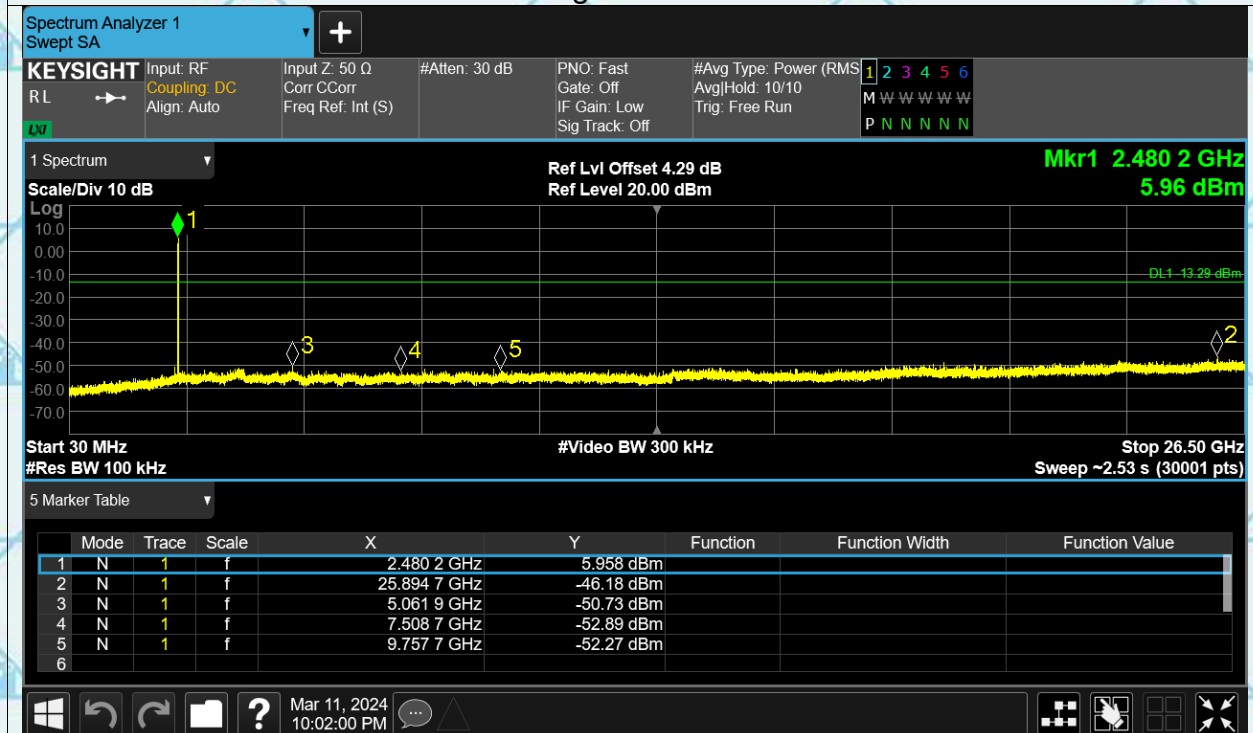 Spectrum Analyzer 1
Swept SA
+
KEYSIGHT
RL
LXI
Input: RF
Coupling: DC
Align: Auto
Input Z: 50 Ω
Corr CCorr
Freq Ref: Int (S)
#Atten: 30 dB
PNO: Fast
Gate: Off
IF Gain: Low
Sig Track: Off
#Avg Type: Power (RMS
Avg|Hold: 10/10
Trig: Free Run
1 2 3 4 5 6
M W W W W W
P N N N N N
1 Spectrum
Scale/Div 10 dB
Ref Lvl Offset 4.29 dB
Ref Level 20.00 dBm
Mkr1 2.480 2 GHz
5.96 dBm
Log
10.0
0.00
-10.0
-20.0
-30.0
-40.0
-50.0
-60.0
-70.0
1
3
4
5
2
DL1 -13.29 dBm
Start 30 MHz
#Res BW 100 kHz
#Video BW 300 kHz
Stop 26.50 GHz
Sweep ~2.53 s (30001 pts)
5 Marker Table
Mode Trace Scale X Y Function Function Width Function Value
1 N 1 f 2.480 2 GHz 5.958 dBm
2 N 1 f 25.894 7 GHz -46.18 dBm
3 N 1 f 5.061 9 GHz -50.73 dBm
4 N 1 f 7.508 7 GHz -52.89 dBm
5 N 1 f 9.757 7 GHz -52.27 dBm
6
?
Mar 11, 2024
10:02:00 PM